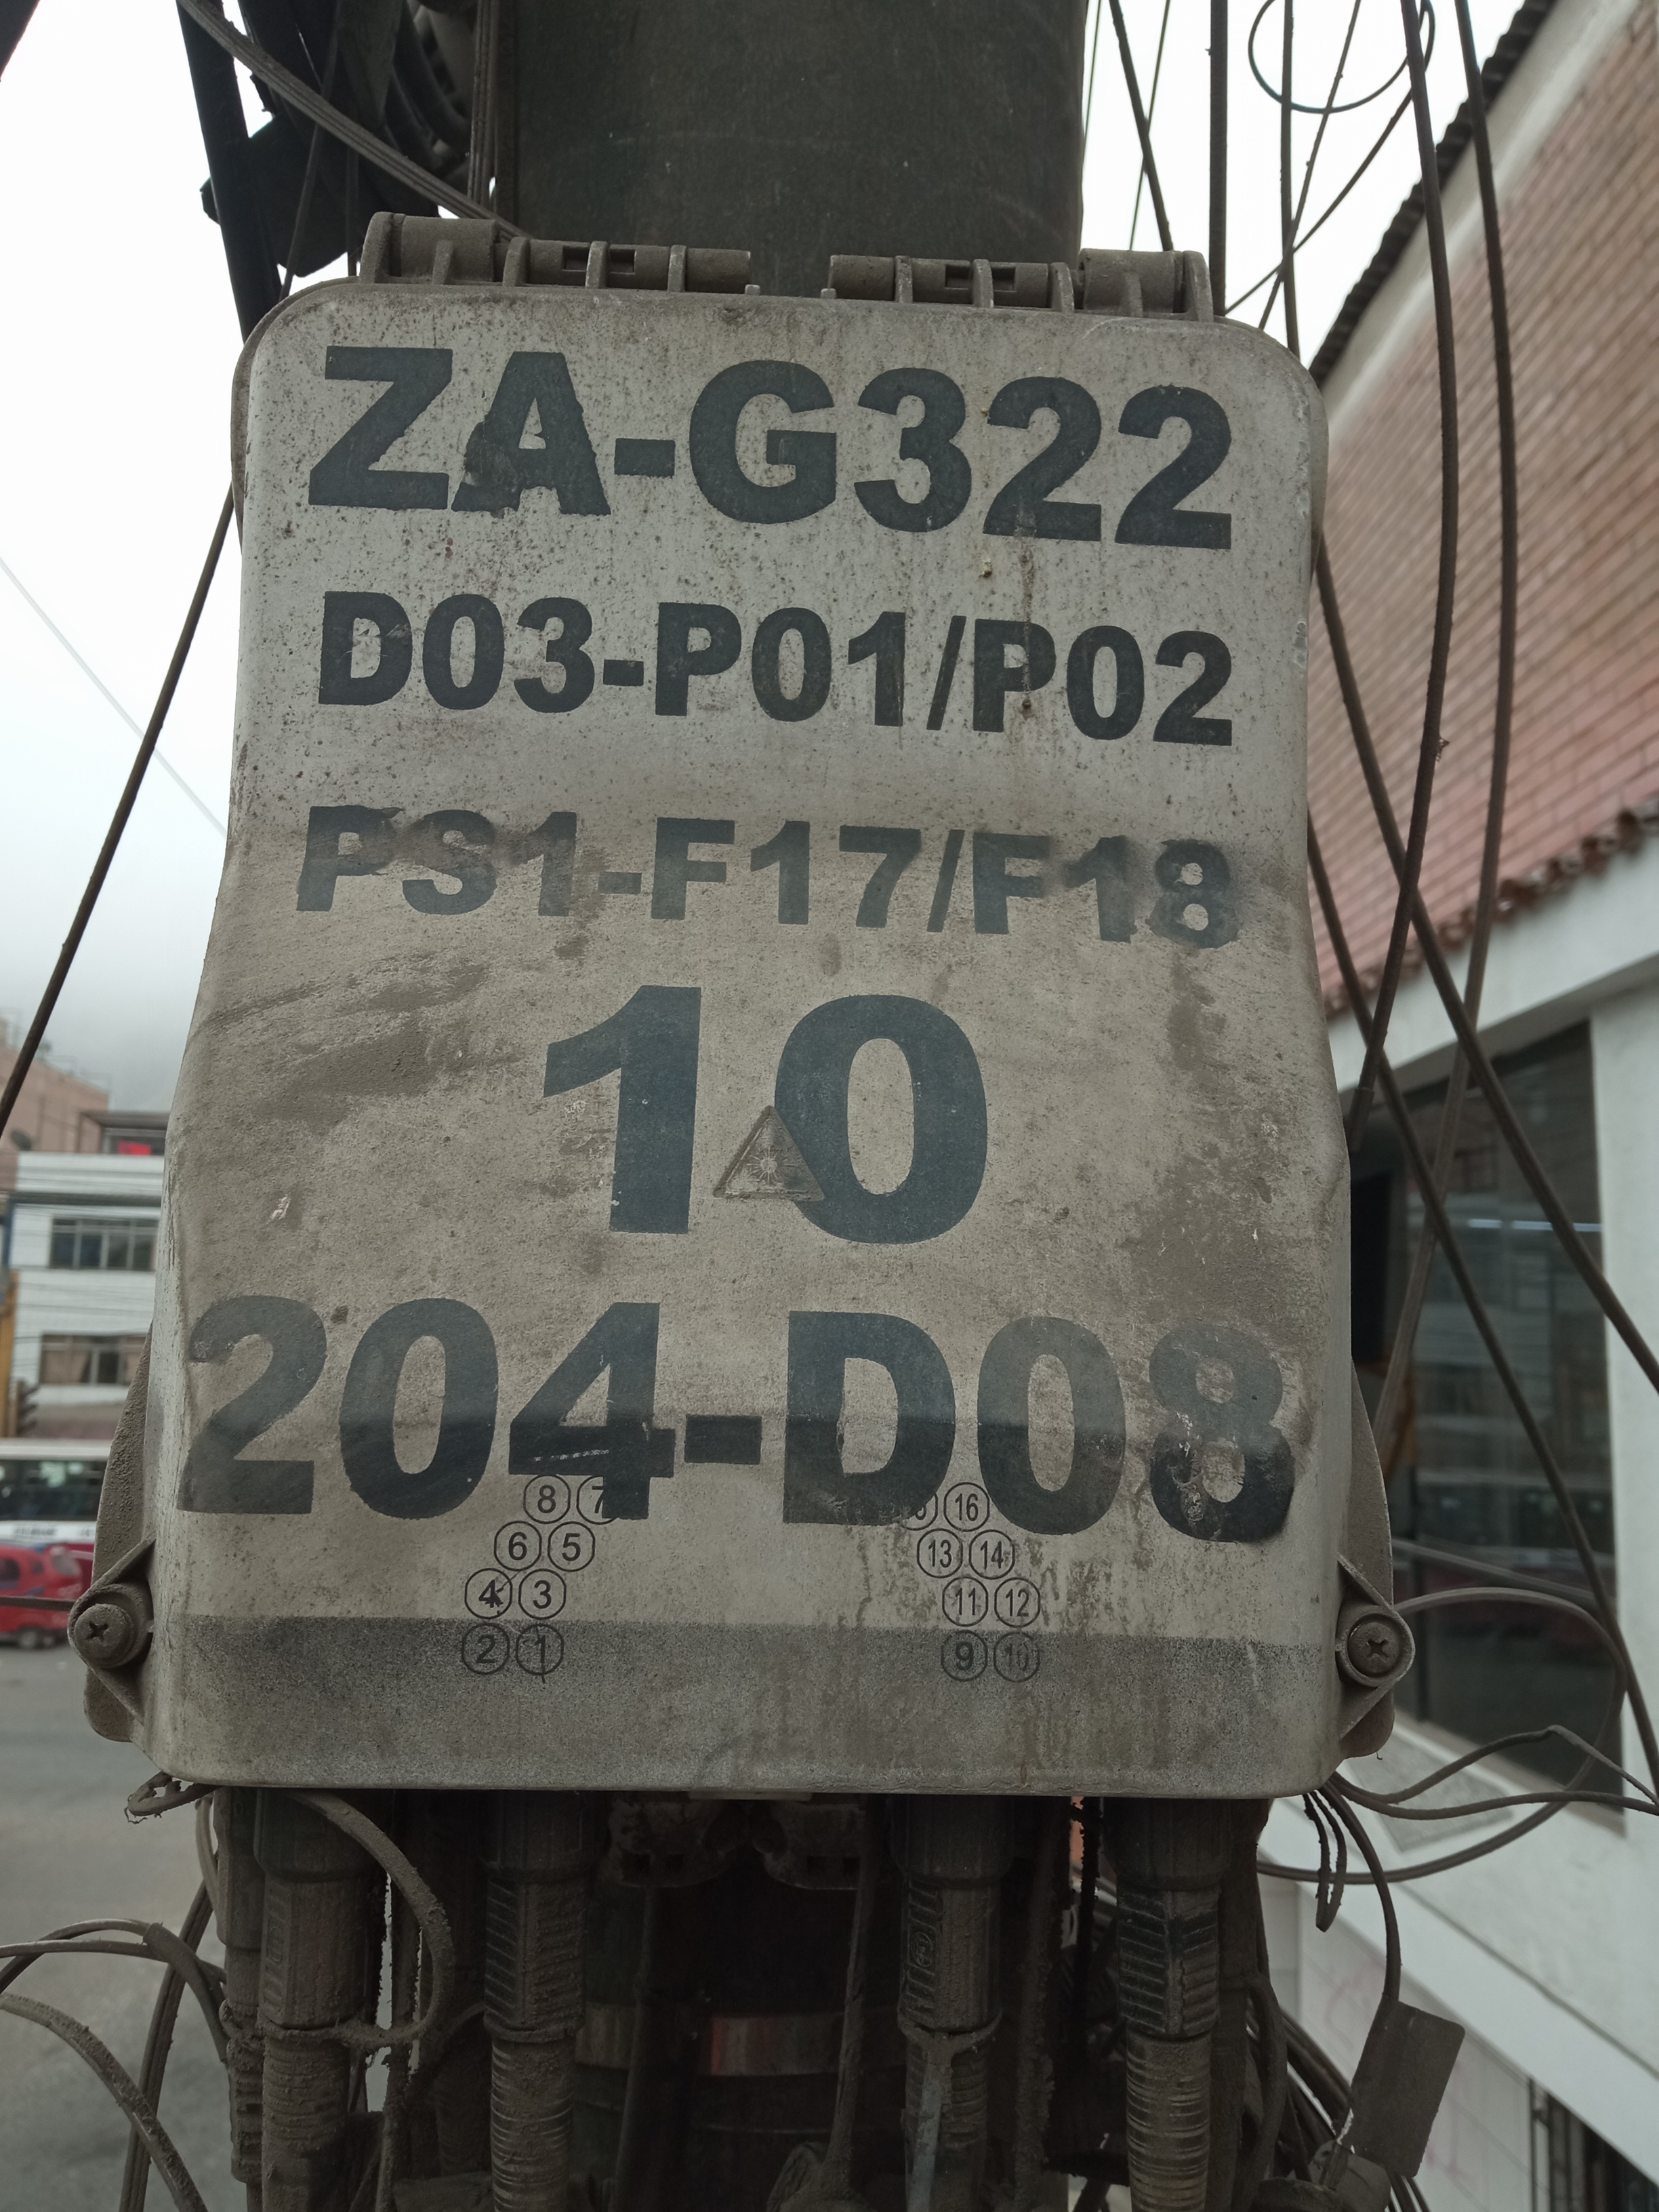 ZA-G322
D03-P01/P02
PS1-F17/F18
10
204-D08
8 7 16
6 5 13 14
4 3 11 12
2 1 9 10